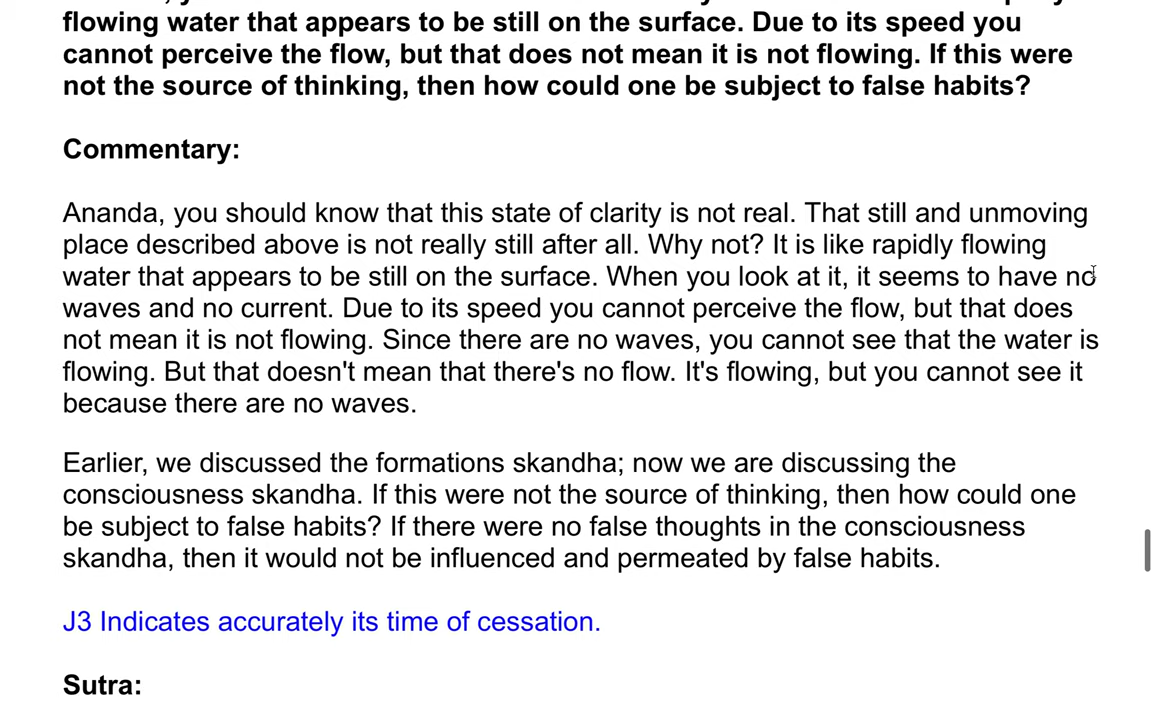 flowing water that appears to be still on the surface. Due to its speed you
cannot perceive the flow, but that does not mean it is not flowing. If this were
not the source of thinking, then how could one be subject to false habits?
Commentary:
Ananda, you should know that this state of clarity is not real. That still and unmoving
place described above is not really still after all. Why not? It is like rapidly flowing
water that appears to be still on the surface. When you look at it, it seems to have no
waves and no current. Due to its speed you cannot perceive the flow, but that does
not mean it is not flowing. Since there are no waves, you cannot see that the water is
flowing. But that doesn't mean that there's no flow. It's flowing, but you cannot see it
because there are no waves.
Earlier, we discussed the formations skandha; now we are discussing the
consciousness skandha. If this were not the source of thinking, then how could one
be subject to false habits? If there were no false thoughts in the consciousness
skandha, then it would not be influenced and permeated by false habits.
J3 Indicates accurately its time of cessation.
Sutra: